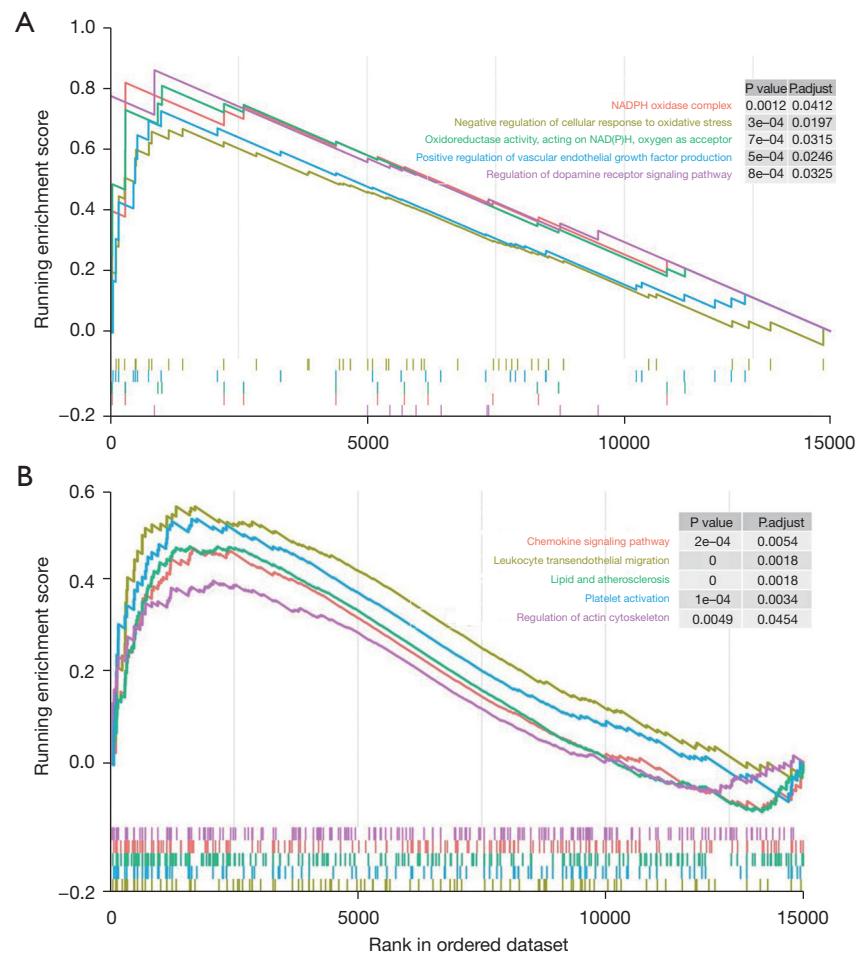 A
1.0
0.8
0.6
0.4
0.2
0.0
−0.2
Running enrichment score
P value P.adjust
NADPH oxidase complex 0.0012 0.0412
Negative regulation of cellular response to oxidative stress 3e−04 0.0197
Oxidoreductase activity, acting on NAD(P)H, oxygen as acceptor 7e−04 0.0315
Positive regulation of vascular endothelial growth factor production 5e−04 0.0246
Regulation of dopamine receptor signaling pathway 8e−04 0.0325
0 5000 10000 15000
B
0.6
0.4
0.2
0.0
−0.2
Running enrichment score
P value P.adjust
Chemokine signaling pathway 2e−04 0.0054
Leukocyte transendothelial migration 0 0.0018
Lipid and atherosclerosis 0 0.0018
Platelet activation 1e−04 0.0034
Regulation of actin cytoskeleton 0.0049 0.0454
0 5000 10000 15000
Rank in ordered dataset